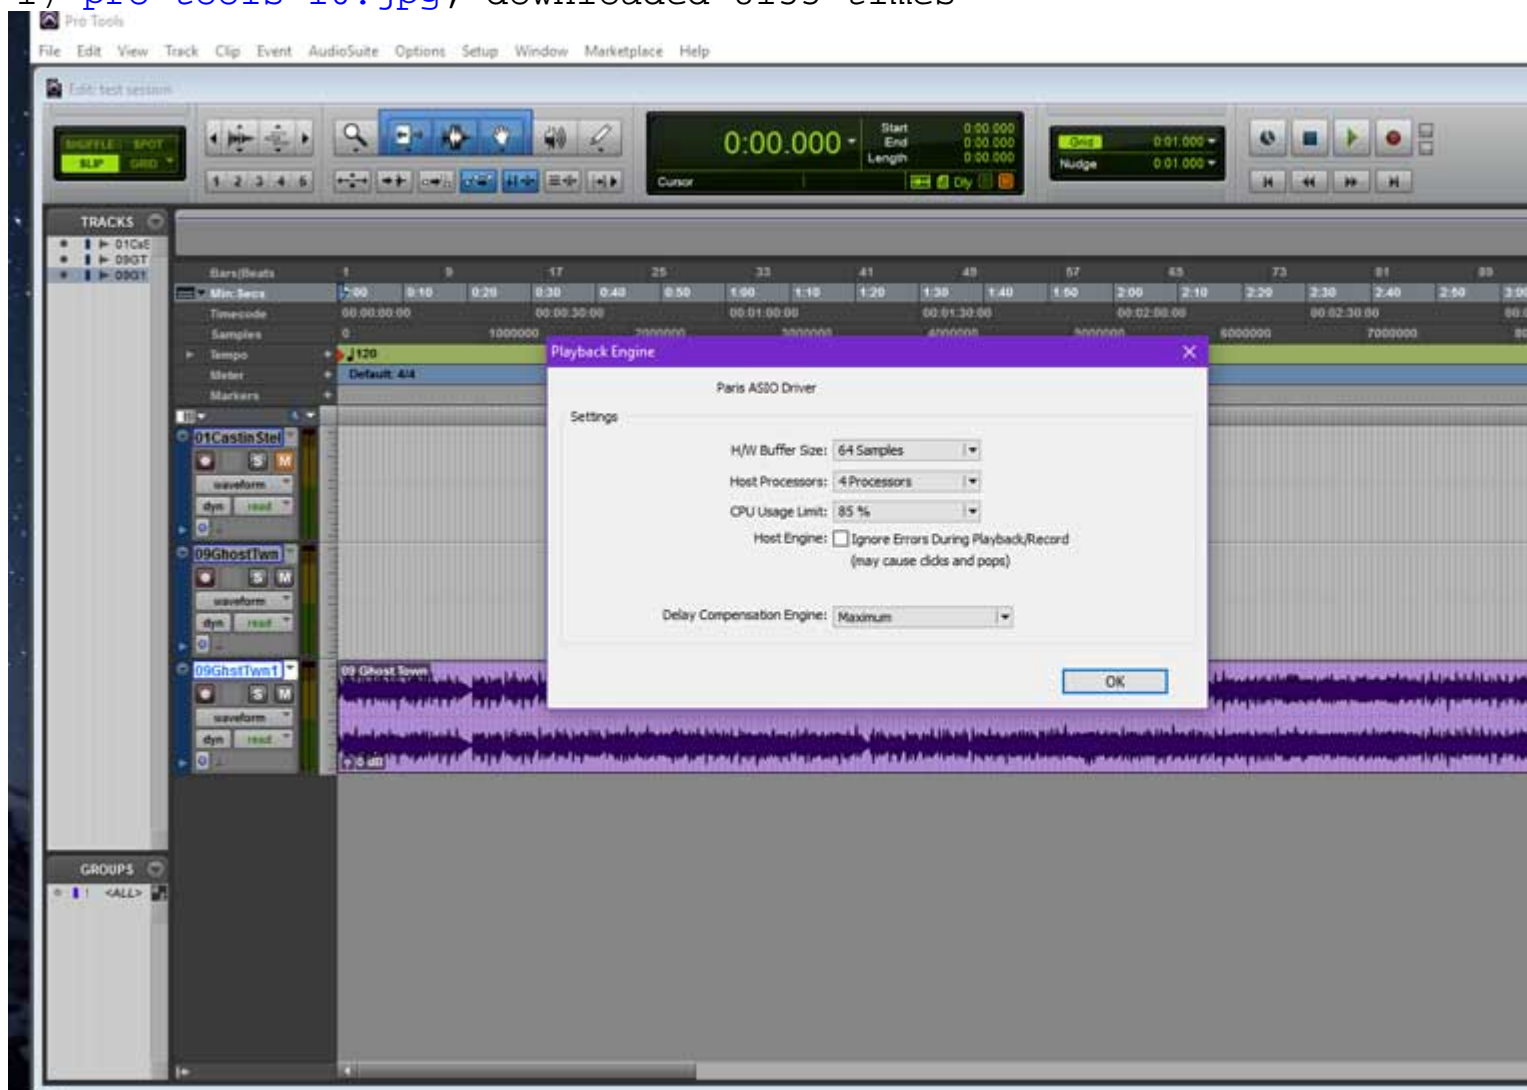 Pro Tools
File Edit View Track Clip Event AudioSuite Options Setup Window Marketplace Help
Edit: test session
SHUFFLE SPOT
SLIP GRID
1 2 3 4 5
0:00.000
Start 0:00.000
End 0:00.000
Length 0:00.000
Cursor
Dly
Grid 0:01.000
Nudge 0:01.000
TRACKS
01CsS
09GT
09GT
Bars|Beats 1 9 17 25 33 41 49 57 65 73 81 89
Min:Secs 0:00 0:10 0:20 0:30 0:40 0:50 1:00 1:10 1:20 1:30 1:40 1:50 2:00 2:10 2:20 2:30 2:40 2:50 3:00
Timecode 00:00:00:00 00:00:30:00 00:01:00:00 00:01:30:00 00:02:00:00 00:02:30:00
Samples 0 1000000 2000000 3000000 4000000 5000000 6000000 7000000
Tempo 120
Meter Default: 4/4
Markers
Playback Engine
Paris ASIO Driver
Settings
H/W Buffer Size: 64 Samples
Host Processors: 4 Processors
CPU Usage Limit: 85 %
Host Engine: Ignore Errors During Playback/Record
(may cause clicks and pops)
Delay Compensation Engine: Maximum
OK
01CastinStel
S M
waveform
dyn read
09GhostTwn
S M
waveform
dyn read
09GhstTwn1
S M
waveform
dyn read
09 Ghost Town
0 dB
GROUPS
! <ALL>